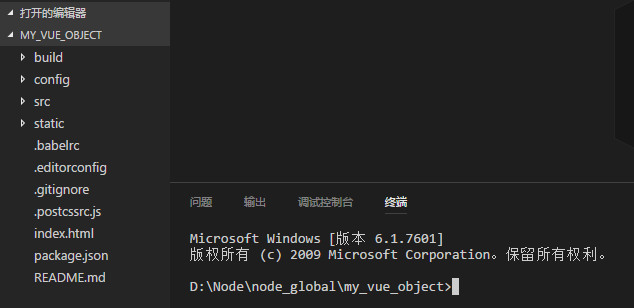 打开的编辑器
MY_VUE_OBJECT
build
config
src
static
.babelrc
.editorconfig
.gitignore
.postcssrc.js
index.html
package.json
README.md
问题 输出 调试控制台 终端
Microsoft Windows [版本 6.1.7601]
版权所有 (c) 2009 Microsoft Corporation。保留所有权利。
D:\Node\node_global\my_vue_object>